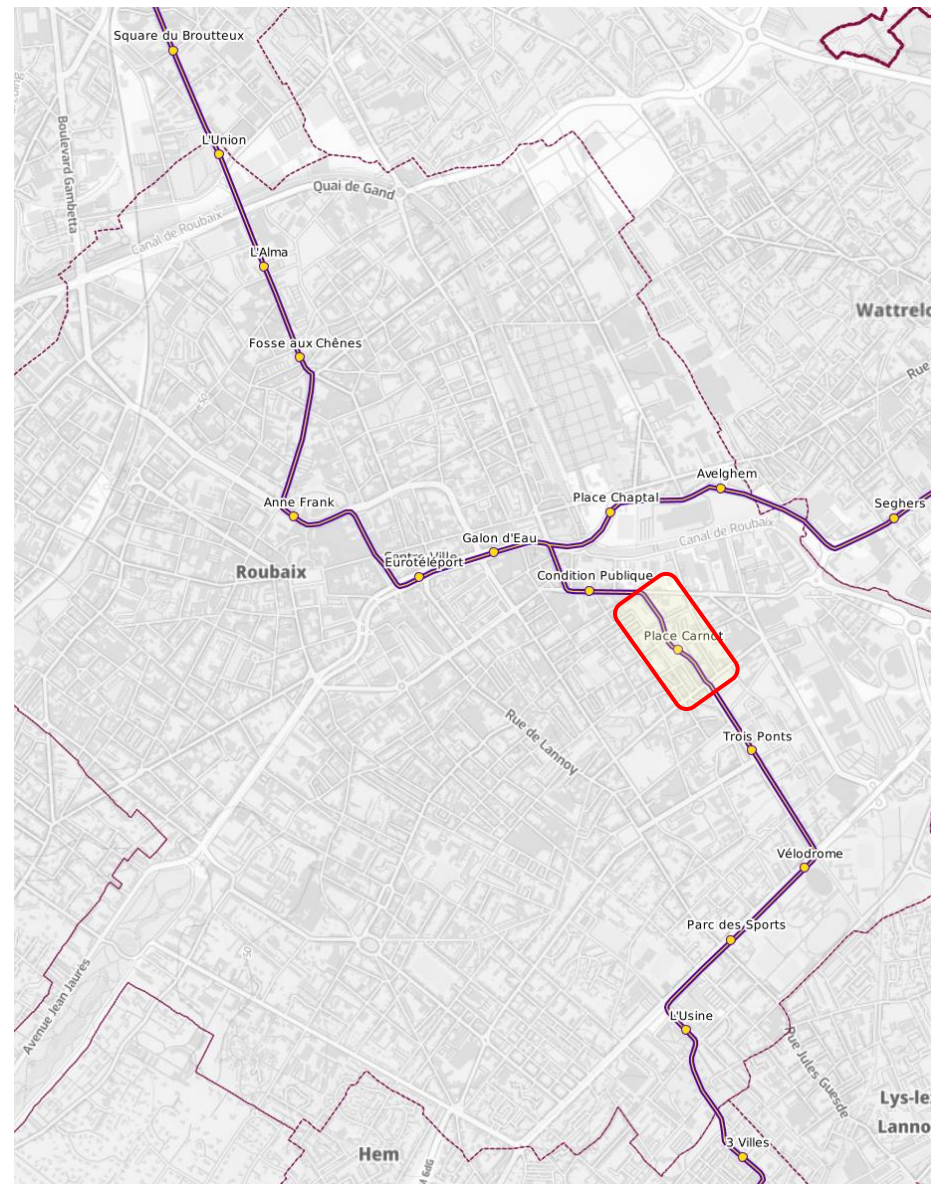 Square du Broutteux
Boulevard Gambetta
L'Union
Quai de Gand
Canal de Roubaix
L'Alma
Wattrelo
Fosse aux Chênes
Rue
Avelghem
Anne Frank
Place Chaptal
Seghers
Canal de Roubaix
Galon d'Eau
Centre Ville
Eurotéléport
Roubaix
Condition Publique
Place Carnot
Rue de Lannoy
Trois Ponts
Vélodrome
Parc des Sports
Avenue Jean Jaurès
L'Usine
Rue Jules Guesde
Lys-le
Lanno
3 Villes
Hem
M 6DG